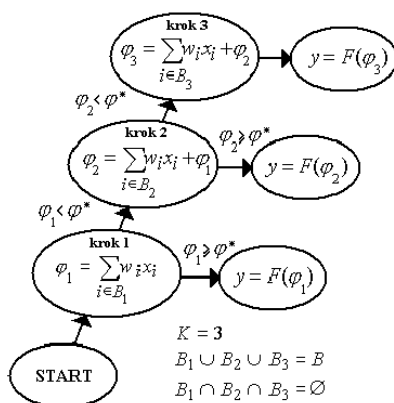 krok 3
φ₃ = ∑ wᵢxᵢ + φ₂
i∈B₃
y = F(φ₃)
φ₂ < φ*
krok 2
φ₂ ⩾ φ*
φ₂ = ∑ wᵢxᵢ + φ₁
i∈B₂
y = F(φ₂)
φ₁ < φ*
krok 1
φ₁ ⩾ φ*
φ₁ = ∑ wᵢxᵢ
i∈B₁
y = F(φ₁)
K = 3
B₁ ∪ B₂ ∪ B₃ = B
START
B₁ ∩ B₂ ∩ B₃ = ∅